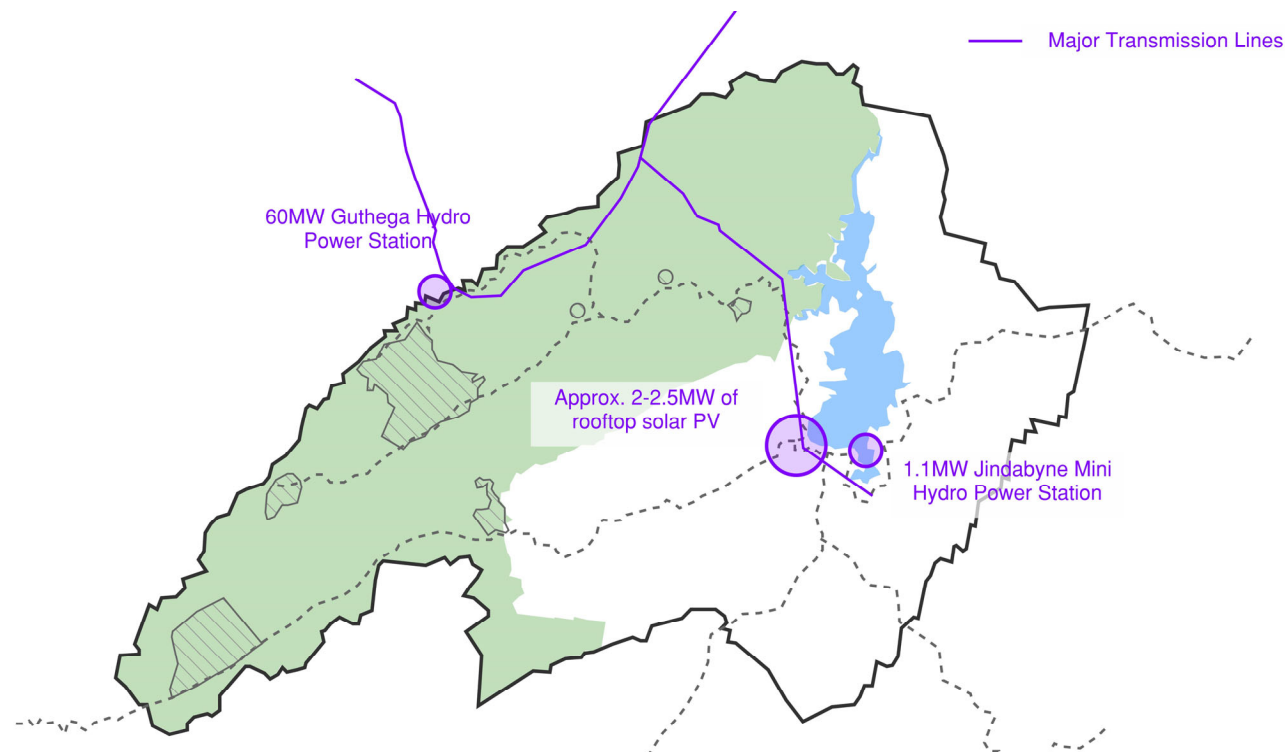 Major Transmission Lines
60MW Guthega Hydro
Power Station
Approx. 2-2.5MW of
rooftop solar PV
1.1MW Jindabyne Mini
Hydro Power Station